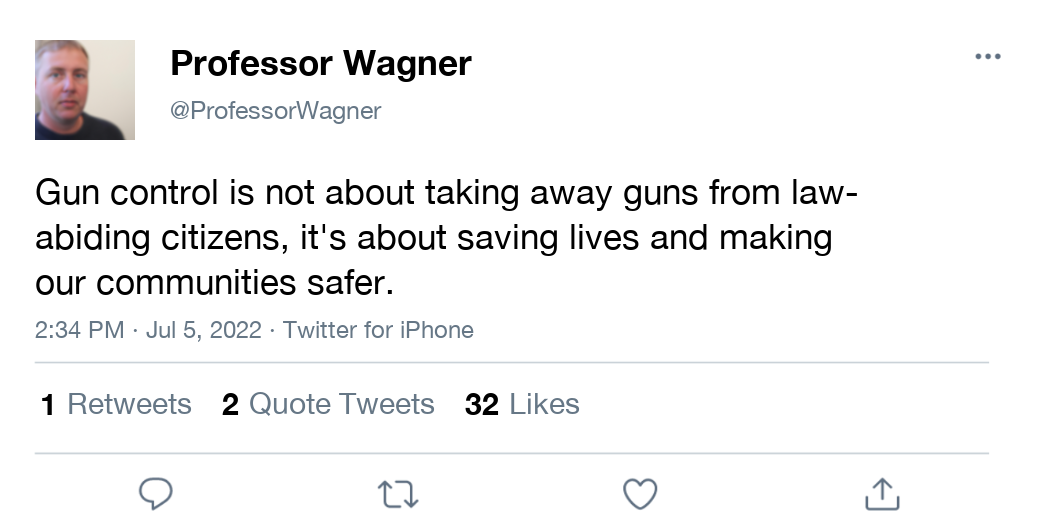 Professor Wagner
@ProfessorWagner
Gun control is not about taking away guns from law-
abiding citizens, it's about saving lives and making
our communities safer.
2:34 PM · Jul 5, 2022 · Twitter for iPhone
1 Retweets 2 Quote Tweets 32 Likes